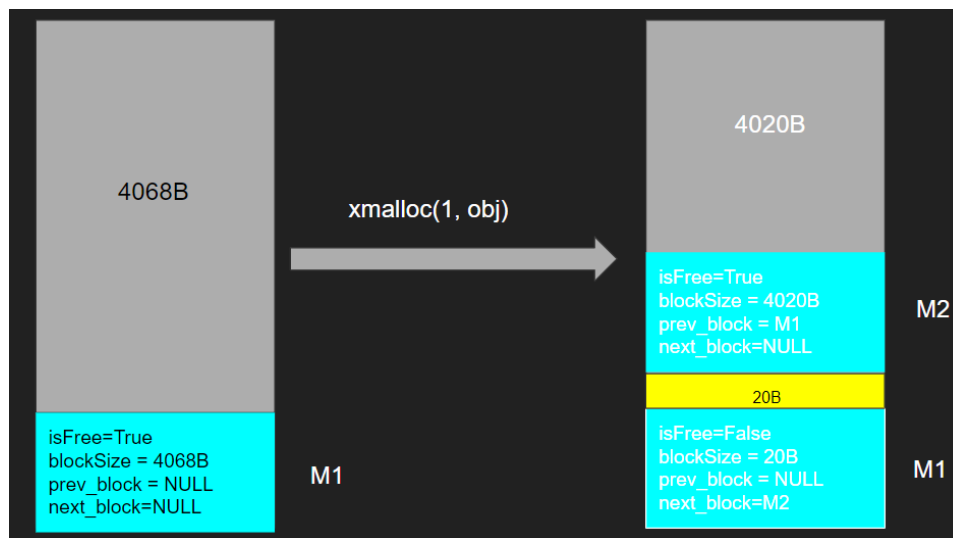 4068B
isFree=True
blockSize = 4068B
prev_block = NULL
next_block=NULL
M1
xmalloc(1, obj)
4020B
isFree=True
blockSize = 4020B
prev_block = M1
next_block=NULL
M2
20B
isFree=False
blockSize = 20B
prev_block = NULL
next_block=M2
M1